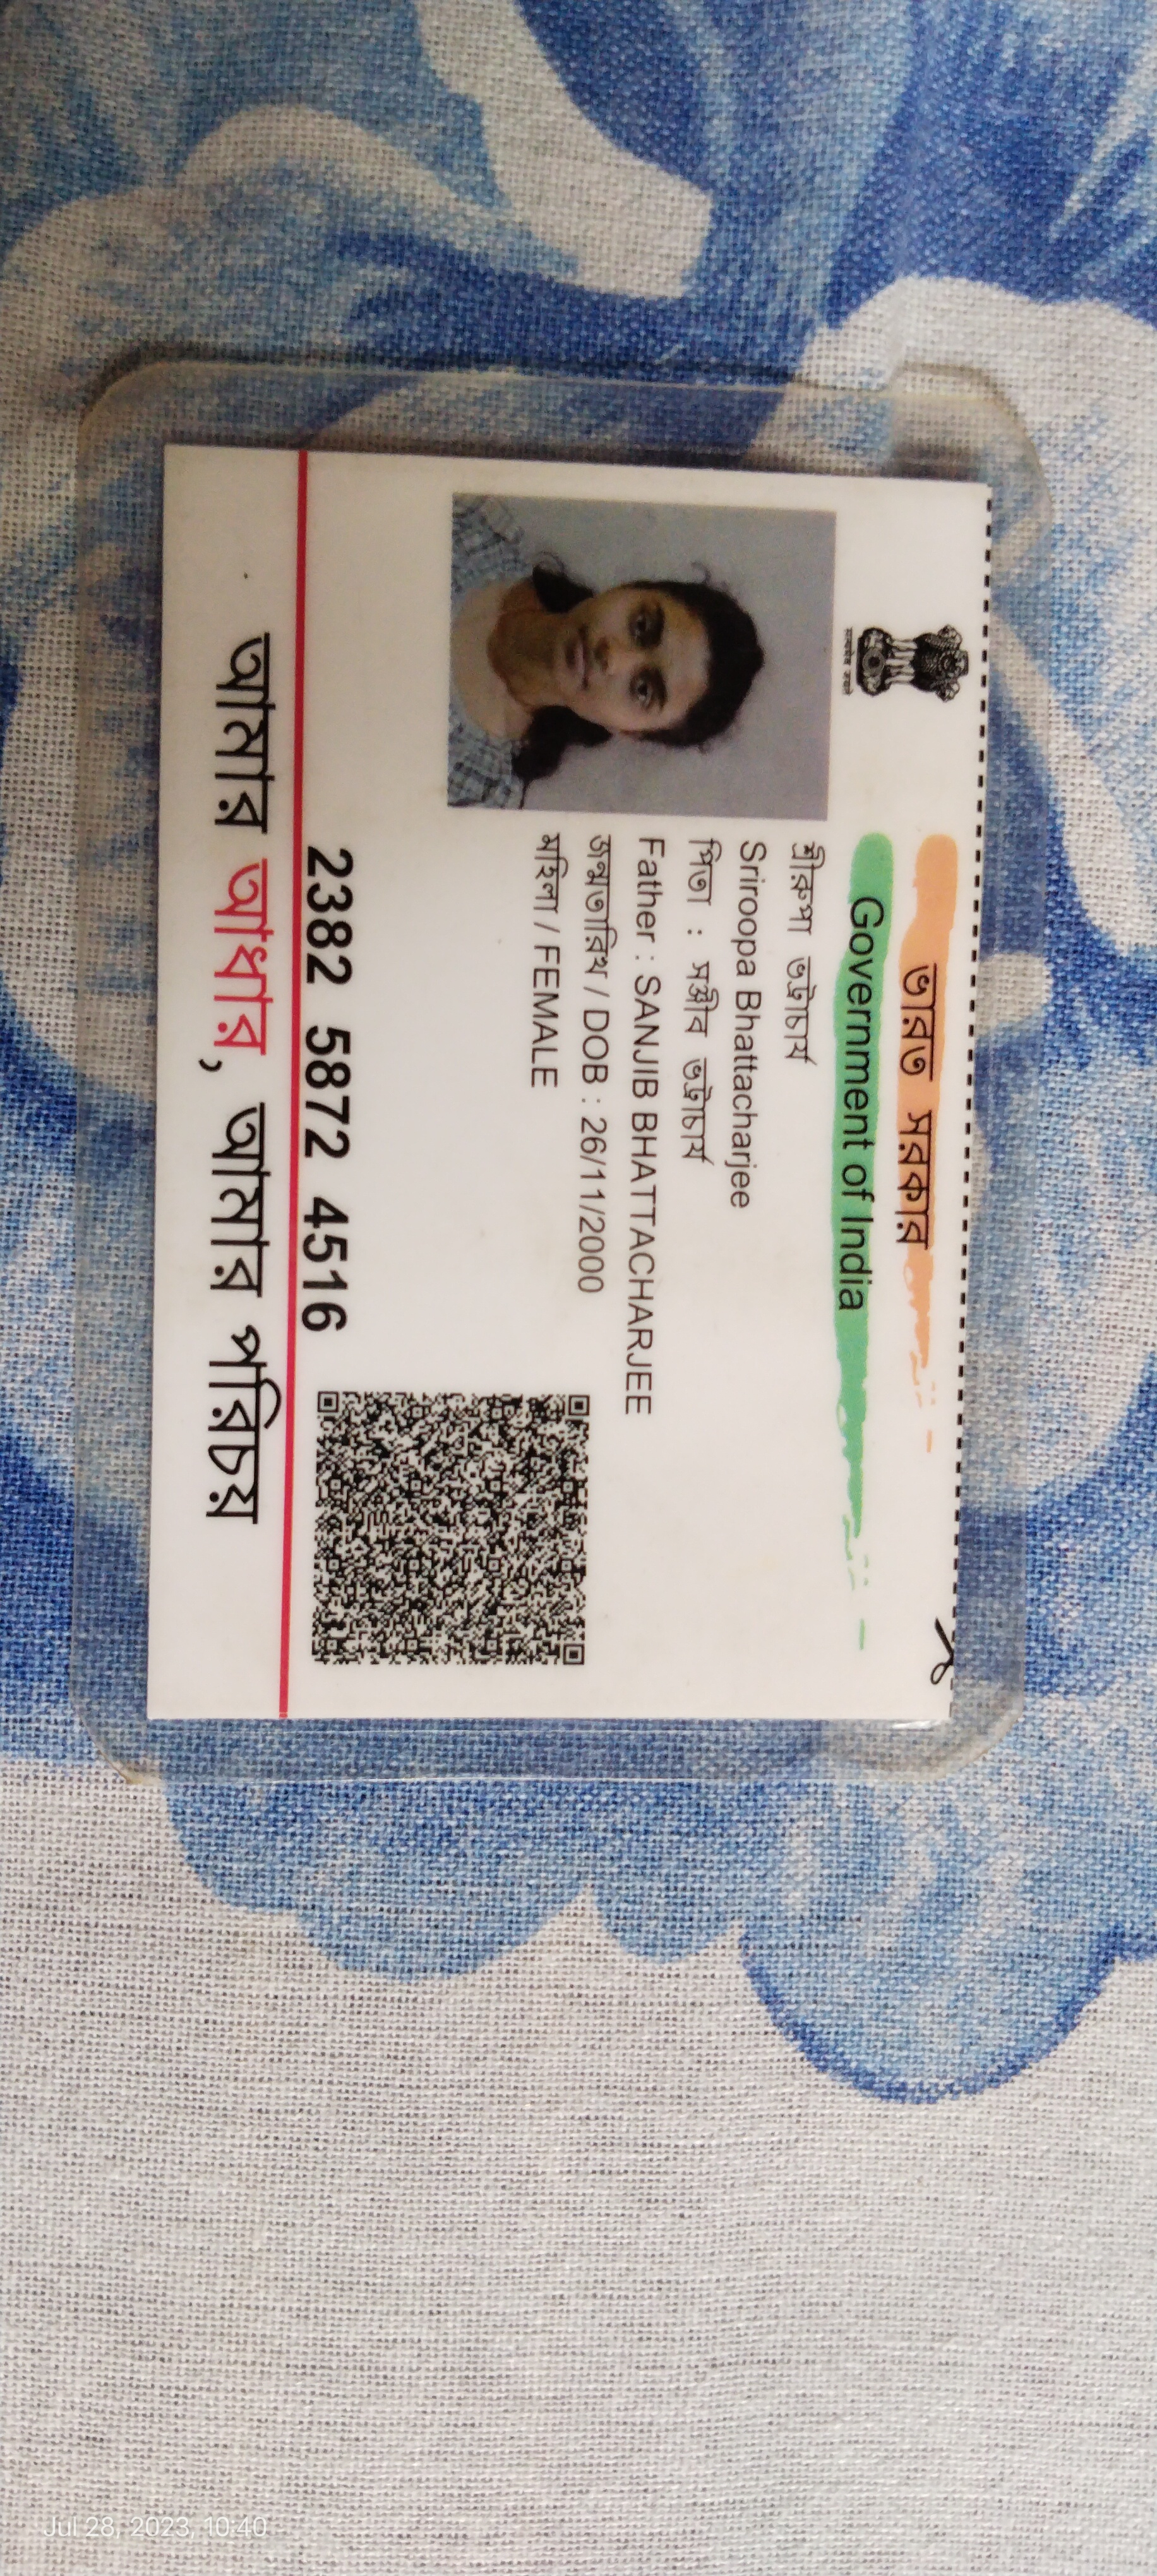 ভারত সরকার
Government of India
सत्यमेव जयते
শ্রীরুপা ভট্টাচার্য
Sriroopa Bhattacharjee
পিতা : সঞ্জীব ভট্টাচার্য
Father : SANJIB BHATTACHARJEE
জন্মতারিখ / DOB : 26/11/2000
মহিলা / FEMALE
2382 5872 4516
আমার আধার, আমার পরিচয়
Jul 28, 2023, 10:40